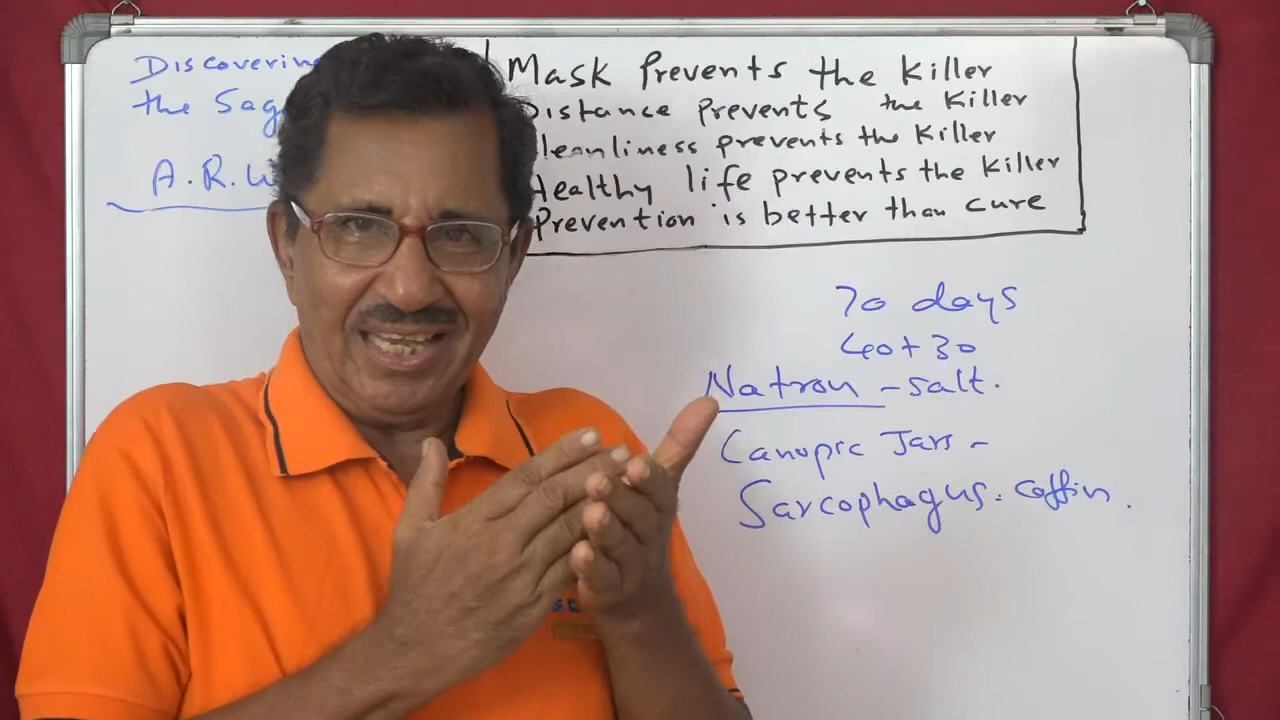 Discovering
the Sag
A.R.
Mask Prevents the Killer
Distance prevents the Killer
Cleanliness prevents the Killer
Healthy life prevents the Killer
Prevention is better than cure
70 days
40+30
Natron - salt.
Canopic Jars -
Sarcophagus. coffin.